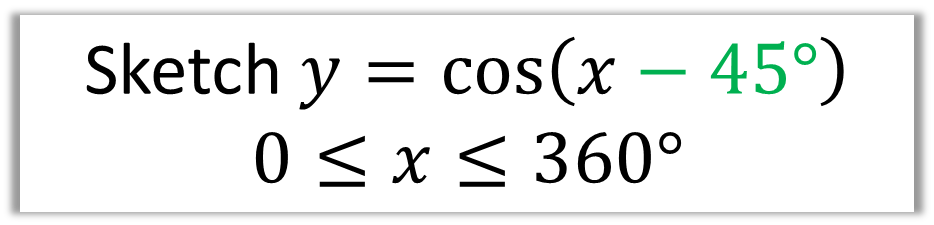 Sketch y = cos(x − 45°)
0 ≤ x ≤ 360°